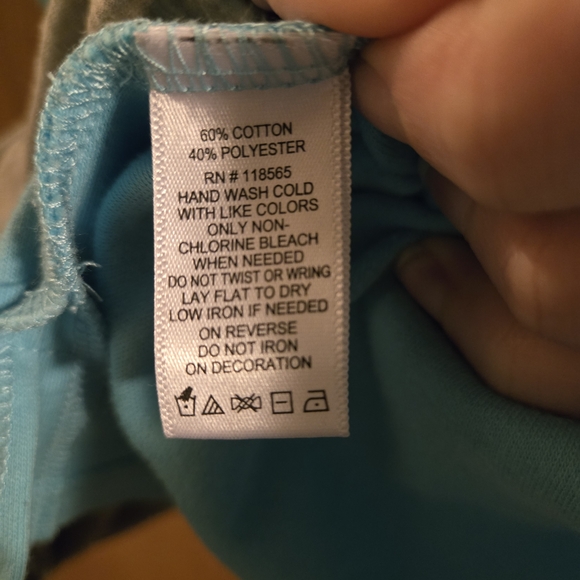 60% COTTON
40% POLYESTER
RN # 118565
HAND WASH COLD
WITH LIKE COLORS
ONLY NON-
CHLORINE BLEACH
WHEN NEEDED
DO NOT TWIST OR WRING
LAY FLAT TO DRY
LOW IRON IF NEEDED
ON REVERSE
DO NOT IRON
ON DECORATION